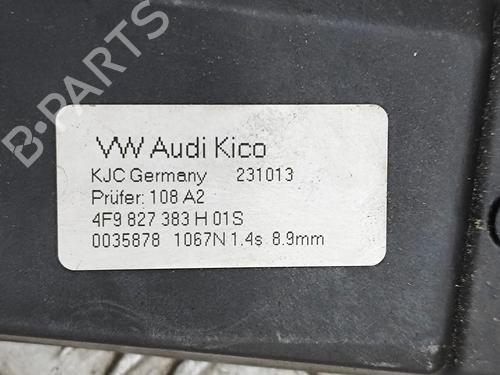 B-PARTS
VW Audi Kico
KJC Germany 231013
Prüfer: 108 A2
4F9 827 383 H 01S
0035878 1067N 1.4s 8.9mm